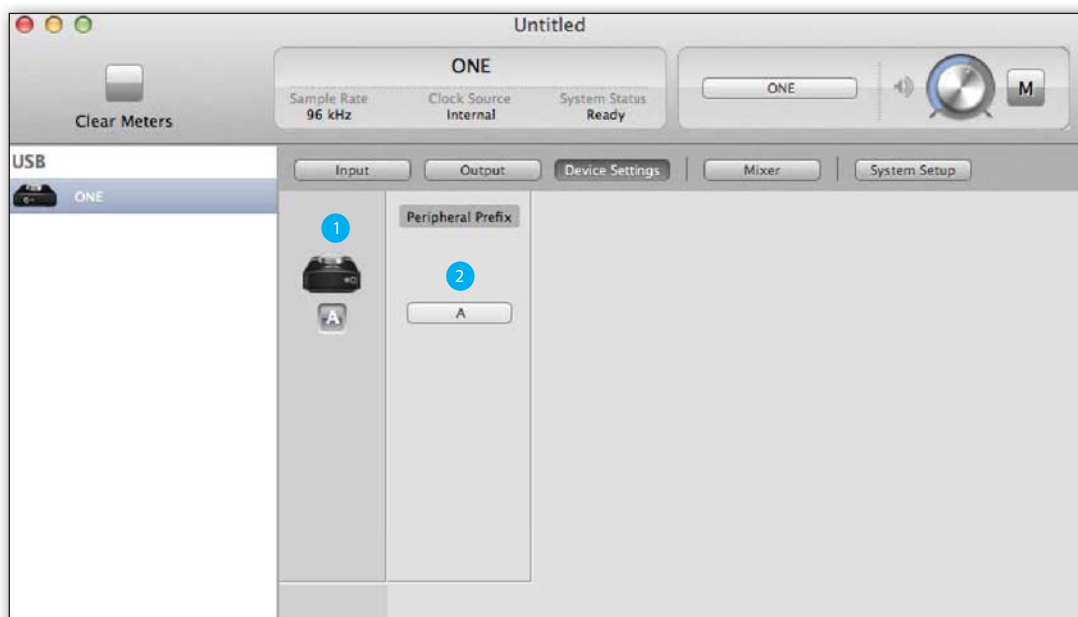 Untitled
Clear Meters
ONE
Sample Rate Clock Source System Status
96 kHz Internal Ready
ONE
M
USB
ONE
Input Output Device Settings Mixer System Setup
1
A
Peripheral Prefix
2
A